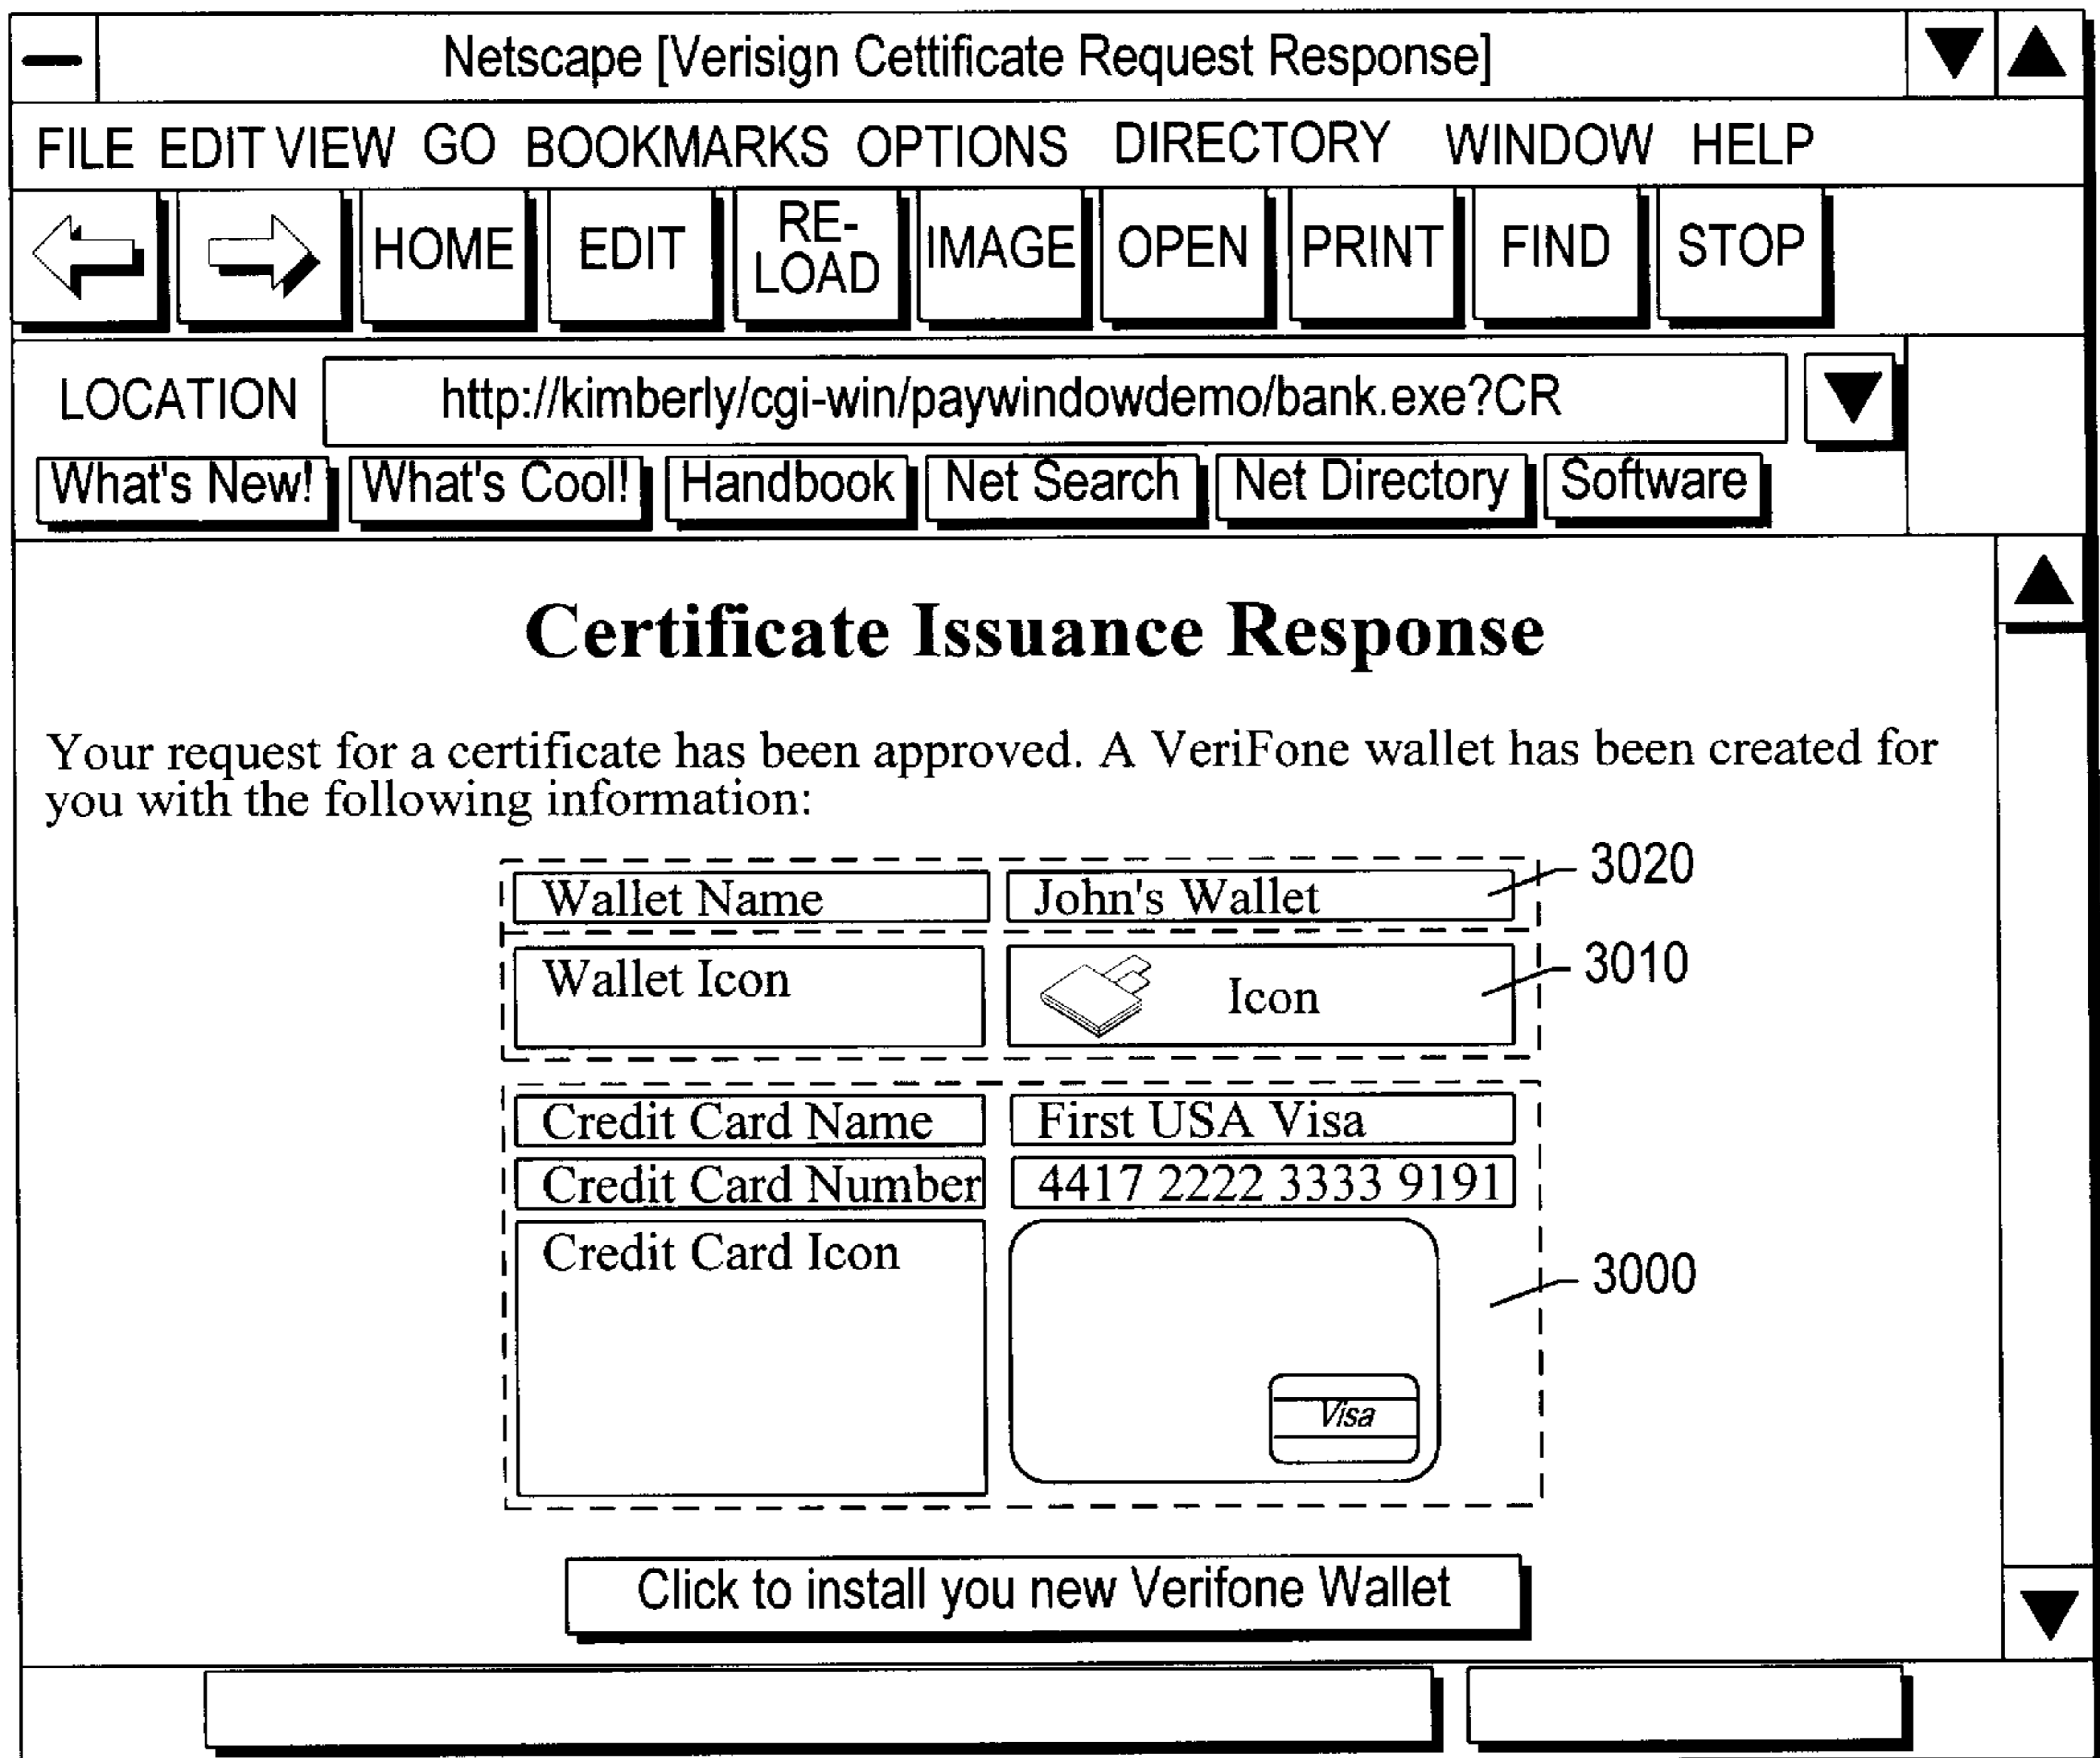 Netscape [Verisign Cettificate Request Response]
FILE EDIT VIEW GO BOOKMARKS OPTIONS DIRECTORY WINDOW HELP
HOME EDIT RE-LOAD IMAGE OPEN PRINT FIND STOP
LOCATION http://kimberly/cgi-win/paywindowdemo/bank.exe?CR
What's New! What's Cool! Handbook Net Search Net Directory Software
Certificate Issuance Response
Your request for a certificate has been approved. A VeriFone wallet has been created for
you with the following information:
Wallet Name John's Wallet 3020
Wallet Icon Icon 3010
Credit Card Name First USA Visa
Credit Card Number 4417 2222 3333 9191
Credit Card Icon 3000
Visa
Click to install you new Verifone Wallet